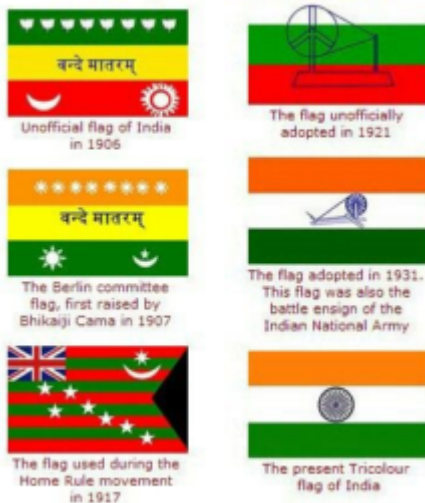 वन्दे मातरम्
Unofficial flag of India
in 1906
The flag unofficially
adopted in 1921
वन्दे मातरम्
The Berlin committee
flag, first raised by
Bhikaiji Cama in 1907
The flag adopted in 1931.
This flag was also the
battle ensign of the
Indian National Army
The flag used during the
Home Rule movement
in 1917
The present Tricolour
flag of India